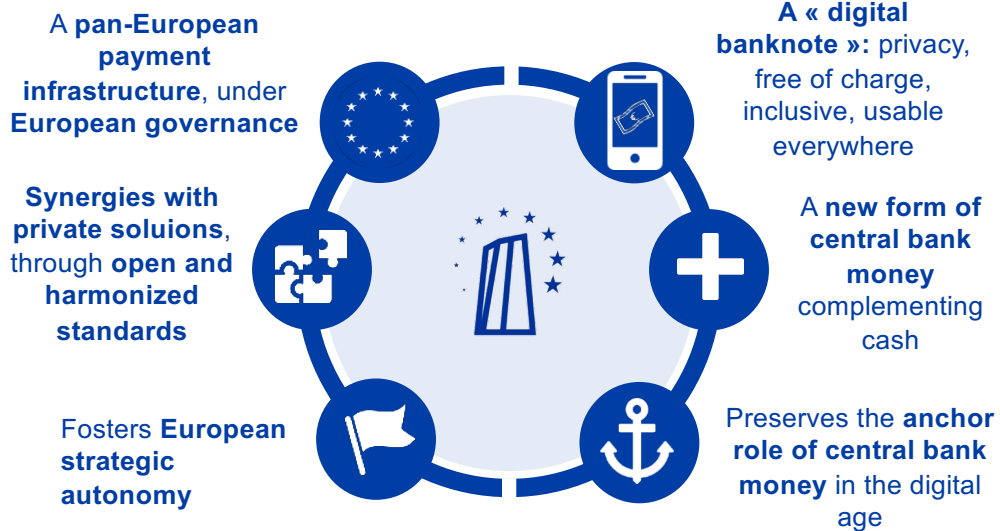 A pan-European
payment
infrastructure, under
European governance
Synergies with
private soluions,
through open and
harmonized
standards
Fosters European
strategic
autonomy
A « digital
banknote »: privacy,
free of charge,
inclusive, usable
everywhere
A new form of
central bank
money
complementing
cash
Preserves the anchor
role of central bank
money in the digital
age